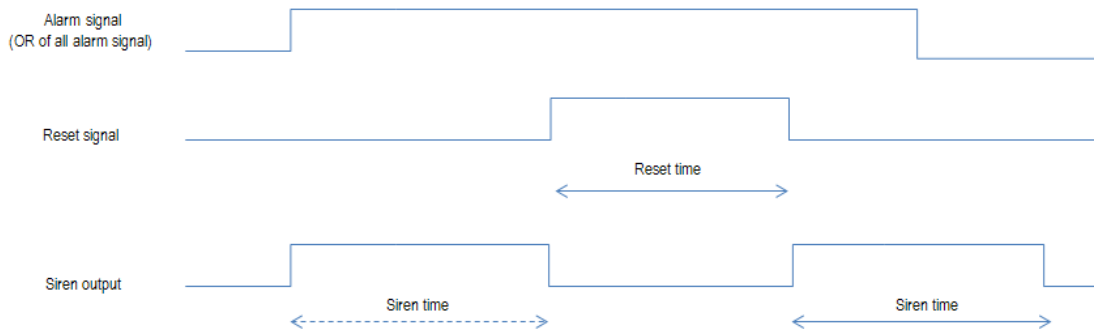 Alarm signal
(OR of all alarm signal)
Reset signal
Reset time
Siren output
Siren time
Siren time